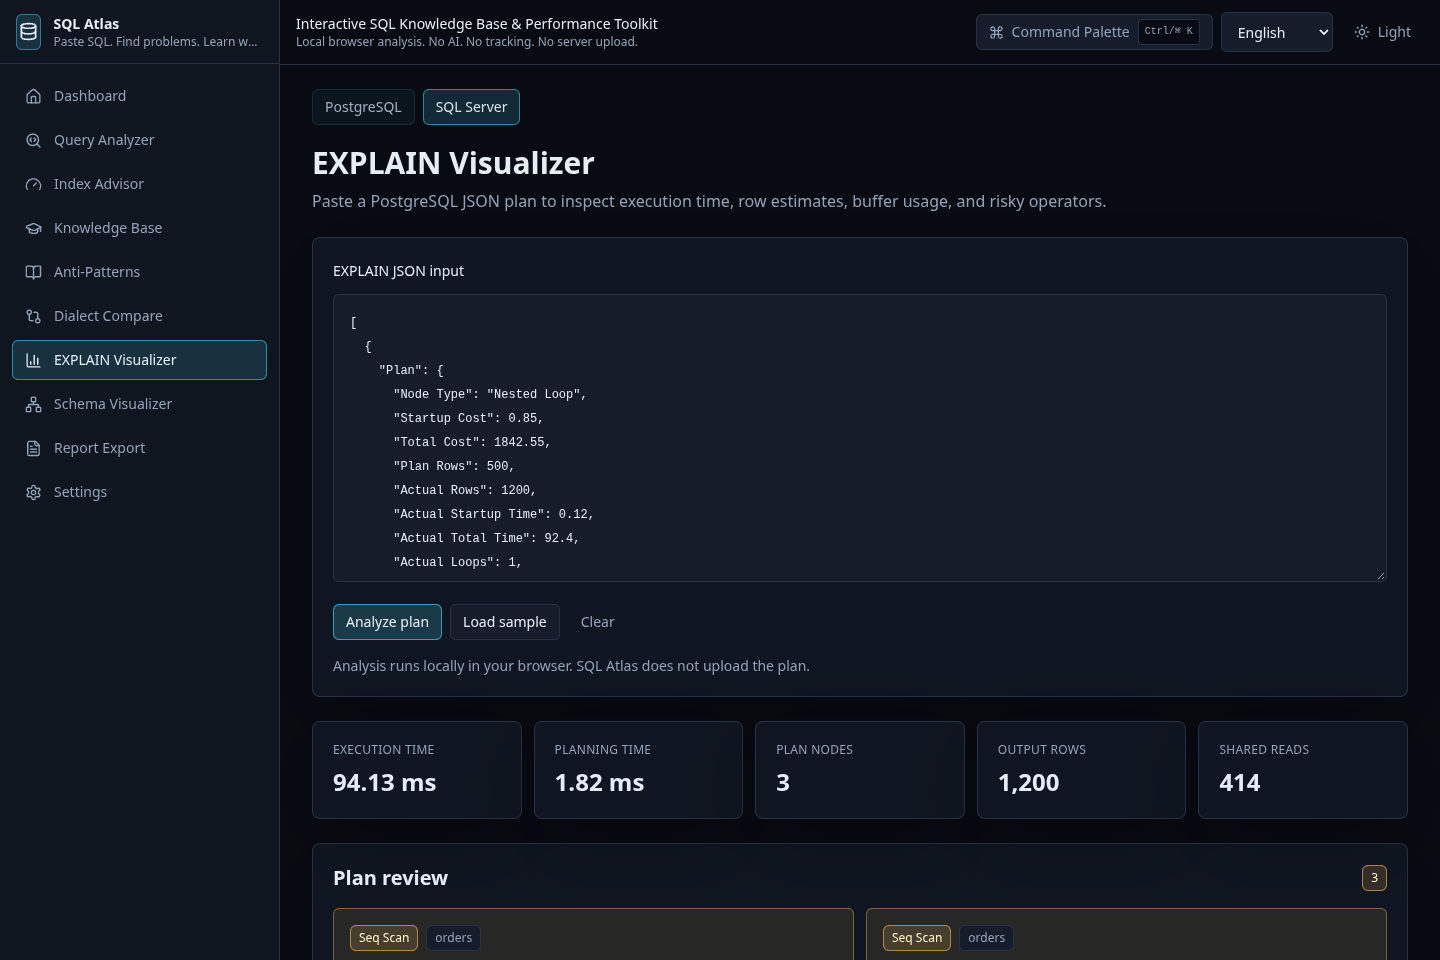 SQL Atlas
Paste SQL. Find problems. Learn w...
Interactive SQL Knowledge Base & Performance Toolkit
Local browser analysis. No AI. No tracking. No server upload.
Command Palette Ctrl/⌘ K
English
Light
Dashboard
Query Analyzer
Index Advisor
Knowledge Base
Anti-Patterns
Dialect Compare
EXPLAIN Visualizer
Schema Visualizer
Report Export
Settings
PostgreSQL
SQL Server
EXPLAIN Visualizer
Paste a PostgreSQL JSON plan to inspect execution time, row estimates, buffer usage, and risky operators.
EXPLAIN JSON input
[
{
"Plan": {
"Node Type": "Nested Loop",
"Startup Cost": 0.85,
"Total Cost": 1842.55,
"Plan Rows": 500,
"Actual Rows": 1200,
"Actual Startup Time": 0.12,
"Actual Total Time": 92.4,
"Actual Loops": 1,
Analyze plan
Load sample
Clear
Analysis runs locally in your browser. SQL Atlas does not upload the plan.
EXECUTION TIME
94.13 ms
PLANNING TIME
1.82 ms
PLAN NODES
3
OUTPUT ROWS
1,200
SHARED READS
414
Plan review
3
Seq Scan orders
Seq Scan orders